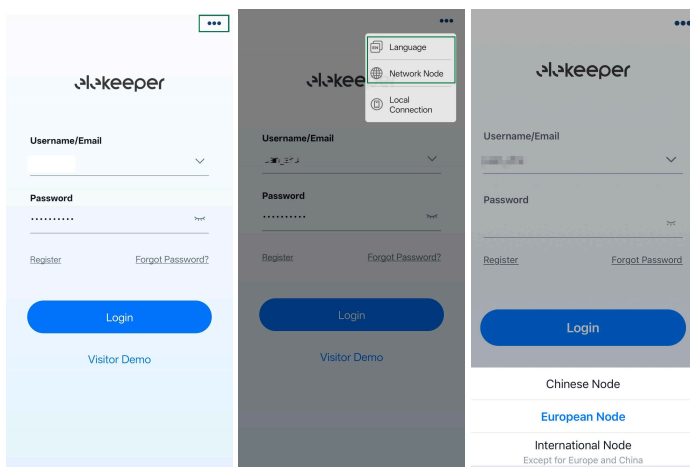 elekeeper
Username/Email
Password
Register
Forgot Password?
Login
Visitor Demo
EN
Language
Network Node
Local
Connection
Username/Email
Password
Register
Forgot Password?
Login
Visitor Demo
elekeeper
Username/Email
Password
Register
Forgot Password
Login
Chinese Node
European Node
International Node
Except for Europe and China